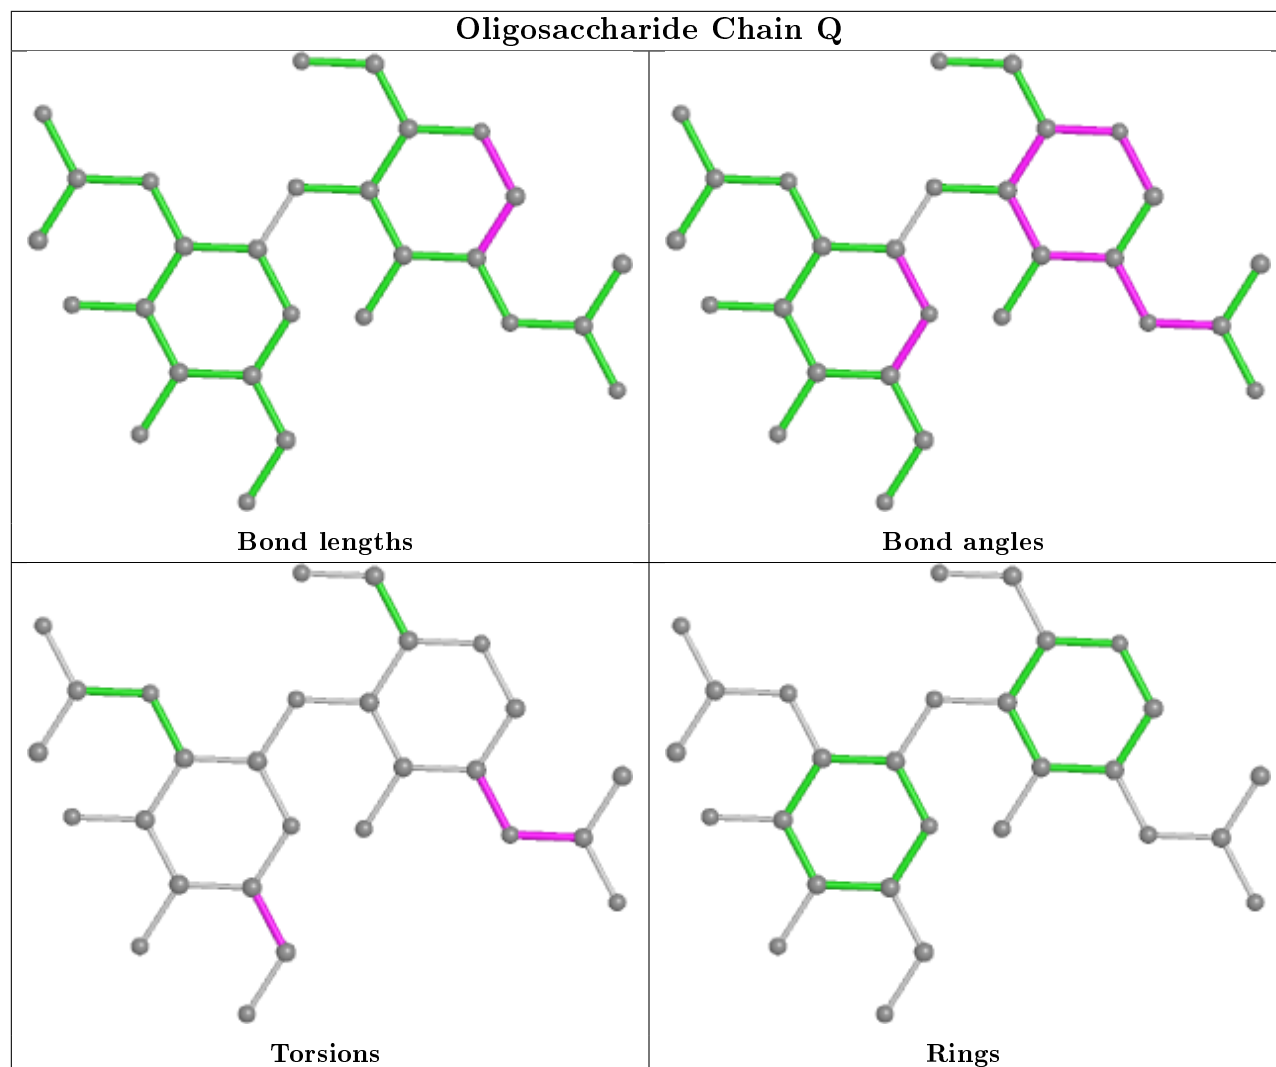 Oligosaccharide Chain Q
Bond lengths
Bond angles
Torsions
Rings